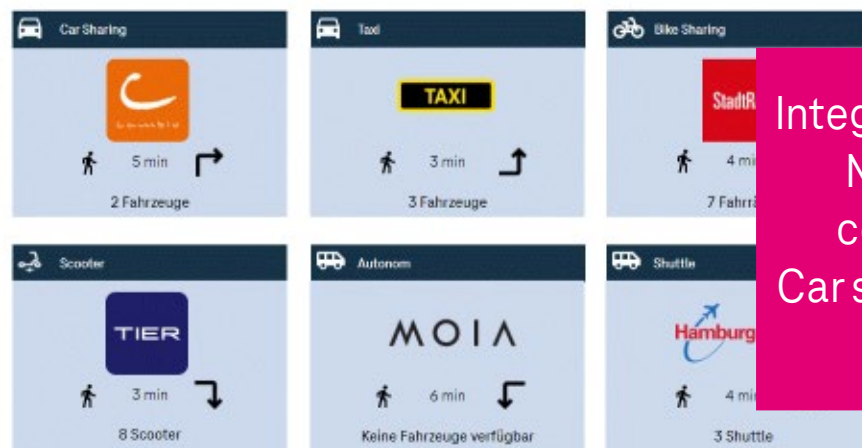 Car Sharing
Taxi
Bike Sharing
TAXI
StadtR
5 min
3 min
4 mi
2 Fahrzeuge
3 Fahrzeuge
7 Fahrrä
Integ
N
c
Car s
Scooter
Autonom
Shuttle
TIER
MOIA
Hamburg
3 min
6 min
4 mi
8 Scooter
Keine Fahrzeuge verfügbar
3 Shuttle